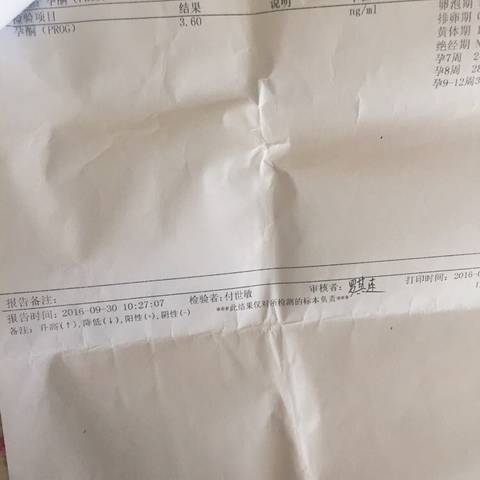 检验项目 结果 说明
孕酮 (PROG) 3.60 ng/ml
卵泡期
排卵期
黄体期
绝经期
孕7周
孕8周
孕9-12周
报告备注：
报告时间：2016-09-30 10:27:07 检验者：付世敏 审核者： 打印时间：2016-
备注：升高(↑),降低(↓),阳性(+),阴性(-) ***此结果仅对所检测的标本负责***